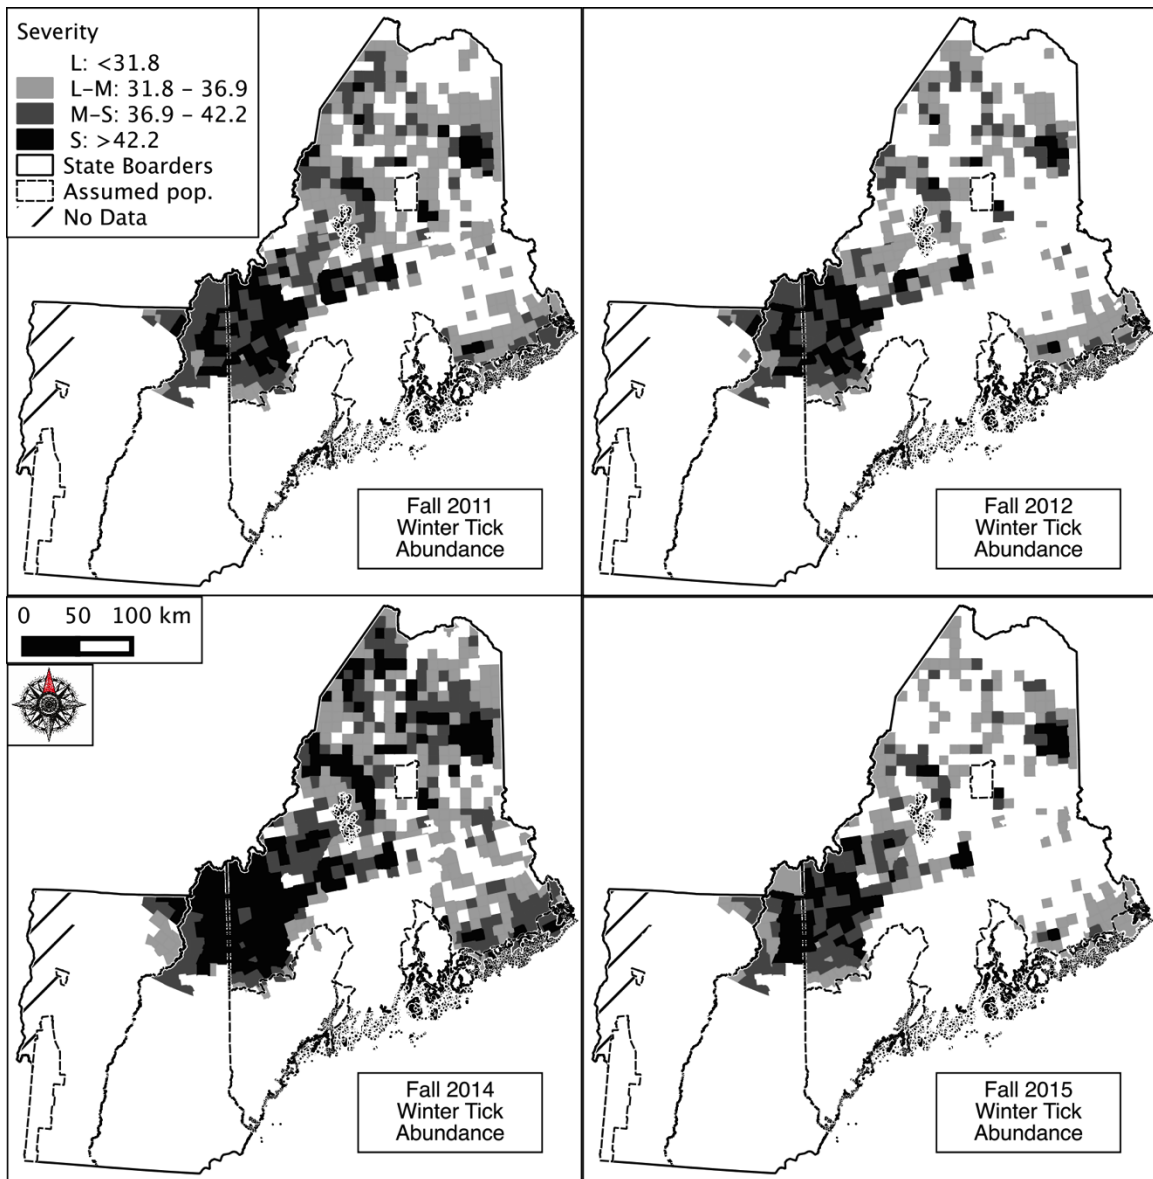 Severity
L: <31.8
L-M: 31.8 - 36.9
M-S: 36.9 - 42.2
S: >42.2
State Boarders
Assumed pop.
No Data
Fall 2011
Winter Tick
Abundance
Fall 2012
Winter Tick
Abundance
0 50 100 km
Fall 2014
Winter Tick
Abundance
Fall 2015
Winter Tick
Abundance